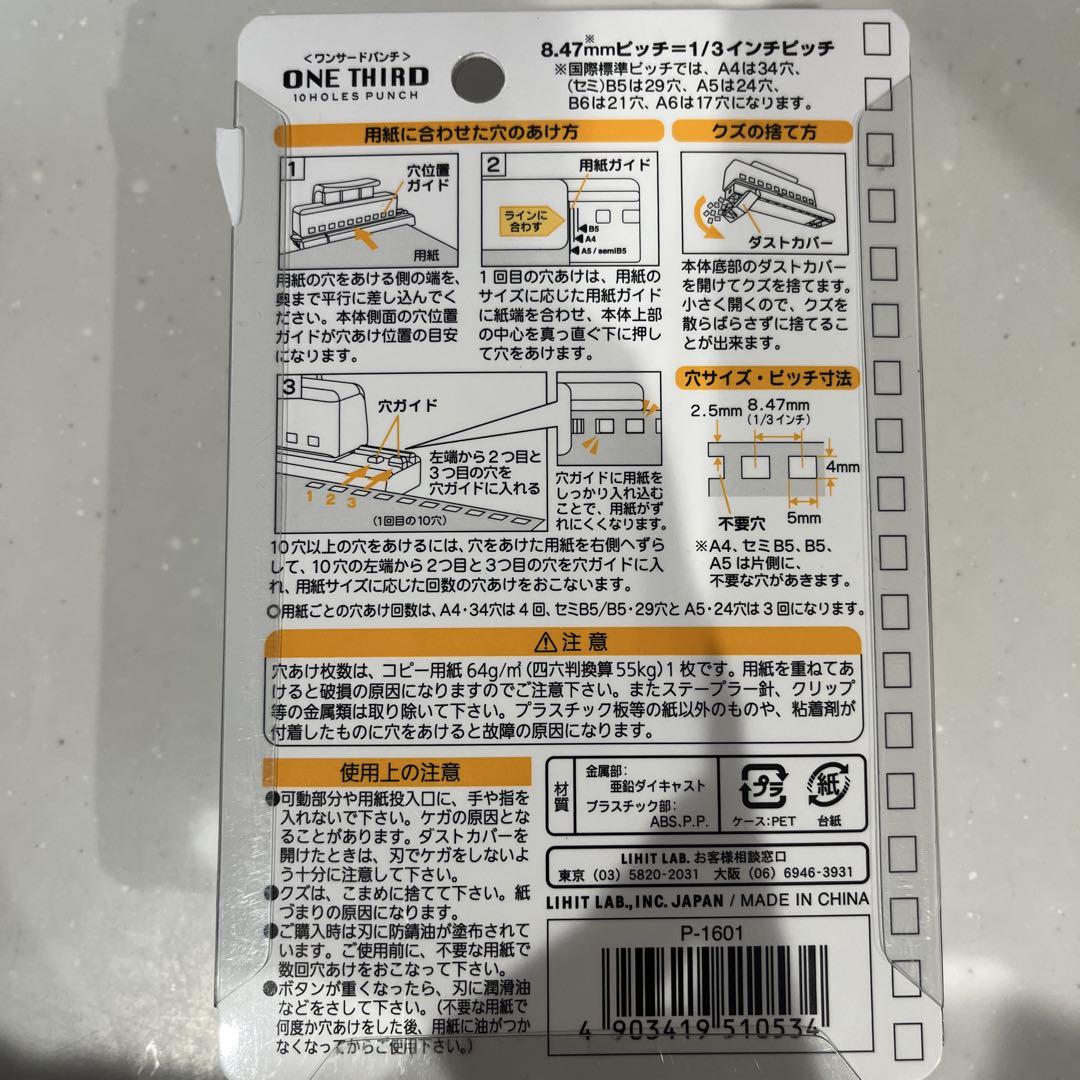 <ワンサードパンチ>
ONE THIRD
10HOLES PUNCH
8.47mm※ピッチ=1/3インチピッチ
※国際標準ピッチでは、A4は34穴、
(セミ)B5は29穴、A5は24穴、
B6は21穴、A6は17穴になります。
用紙に合わせた穴のあけ方
1
穴位置
ガイド
用紙
用紙の穴をあける側の端を、
奥まで平行に差し込んでく
ださい。本体側面の穴位置
ガイドが穴あけ位置の目安
になります。
2
用紙ガイド
ラインに
合わす
B5
A4
A5/semiB5
1回目の穴あけは、用紙の
サイズに応じた用紙ガイド
に紙端を合わせ、本体上部
の中心を真っ直ぐ下に押し
て穴をあけます。
クズの捨て方
ダストカバー
本体底部のダストカバー
を開けてクズを捨てます。
小さく開くので、クズを
散らばらさずに捨てるこ
とが出来ます。
3
穴ガイド
左端から2つ目と
3つ目の穴を
穴ガイドに入れる
1 2 3
(1回目の10穴)
穴ガイドに用紙を
しっかり入れ込む
ことで、用紙がず
れにくくなります。
10穴以上の穴をあけるには、穴をあけた用紙を右側へずら
して、10穴の左端から2つ目と3つ目の穴を穴ガイドに入
れ、用紙サイズに応じた回数の穴あけをおこないます。
穴サイズ・ピッチ寸法
2.5mm
8.47mm
(1/3インチ)
4mm
5mm
不要穴
※A4、セミB5、B5、
A5は片側に、
不要な穴があきます。
◎用紙ごとの穴あけ回数は、A4・34穴は4回、セミB5/B5・29穴とA5・24穴は3回になります。
⚠注意
穴あけ枚数は、コピー用紙64g/㎡(四六判換算55kg)1枚です。用紙を重ねてあ
けると破損の原因になりますのでご注意下さい。またステープラー針、クリップ
等の金属類は取り除いて下さい。プラスチック板等の紙以外のものや、粘着剤が
付着したものに穴をあけると故障の原因になります。
使用上の注意
●可動部分や用紙投入口に、手や指を
入れないで下さい。ケガの原因とな
ることがあります。ダストカバーを
開けたときは、刃でケガをしないよ
う十分に注意して下さい。
●クズは、こまめに捨てて下さい。紙
づまりの原因になります。
●ご購入時は刃に防錆油が塗布されて
います。ご使用前に、不要な用紙で
数回穴あけをおこなって下さい。
●ボタンが重くなったら、刃に潤滑油
などをさして下さい。(不要な用紙で
何度か穴あけをした後、用紙に油がつか
なくなってからご使用下さい。)
材質
金属部:
亜鉛ダイキャスト
プラスチック部:
ABS.P.P.
プラ
ケース:PET
紙
台紙
LIHIT LAB. お客様相談窓口
東京 (03) 5820-2031 大阪 (06) 6946-3931
LIHIT LAB.,INC. JAPAN / MADE IN CHINA
P-1601
4 903419 510534